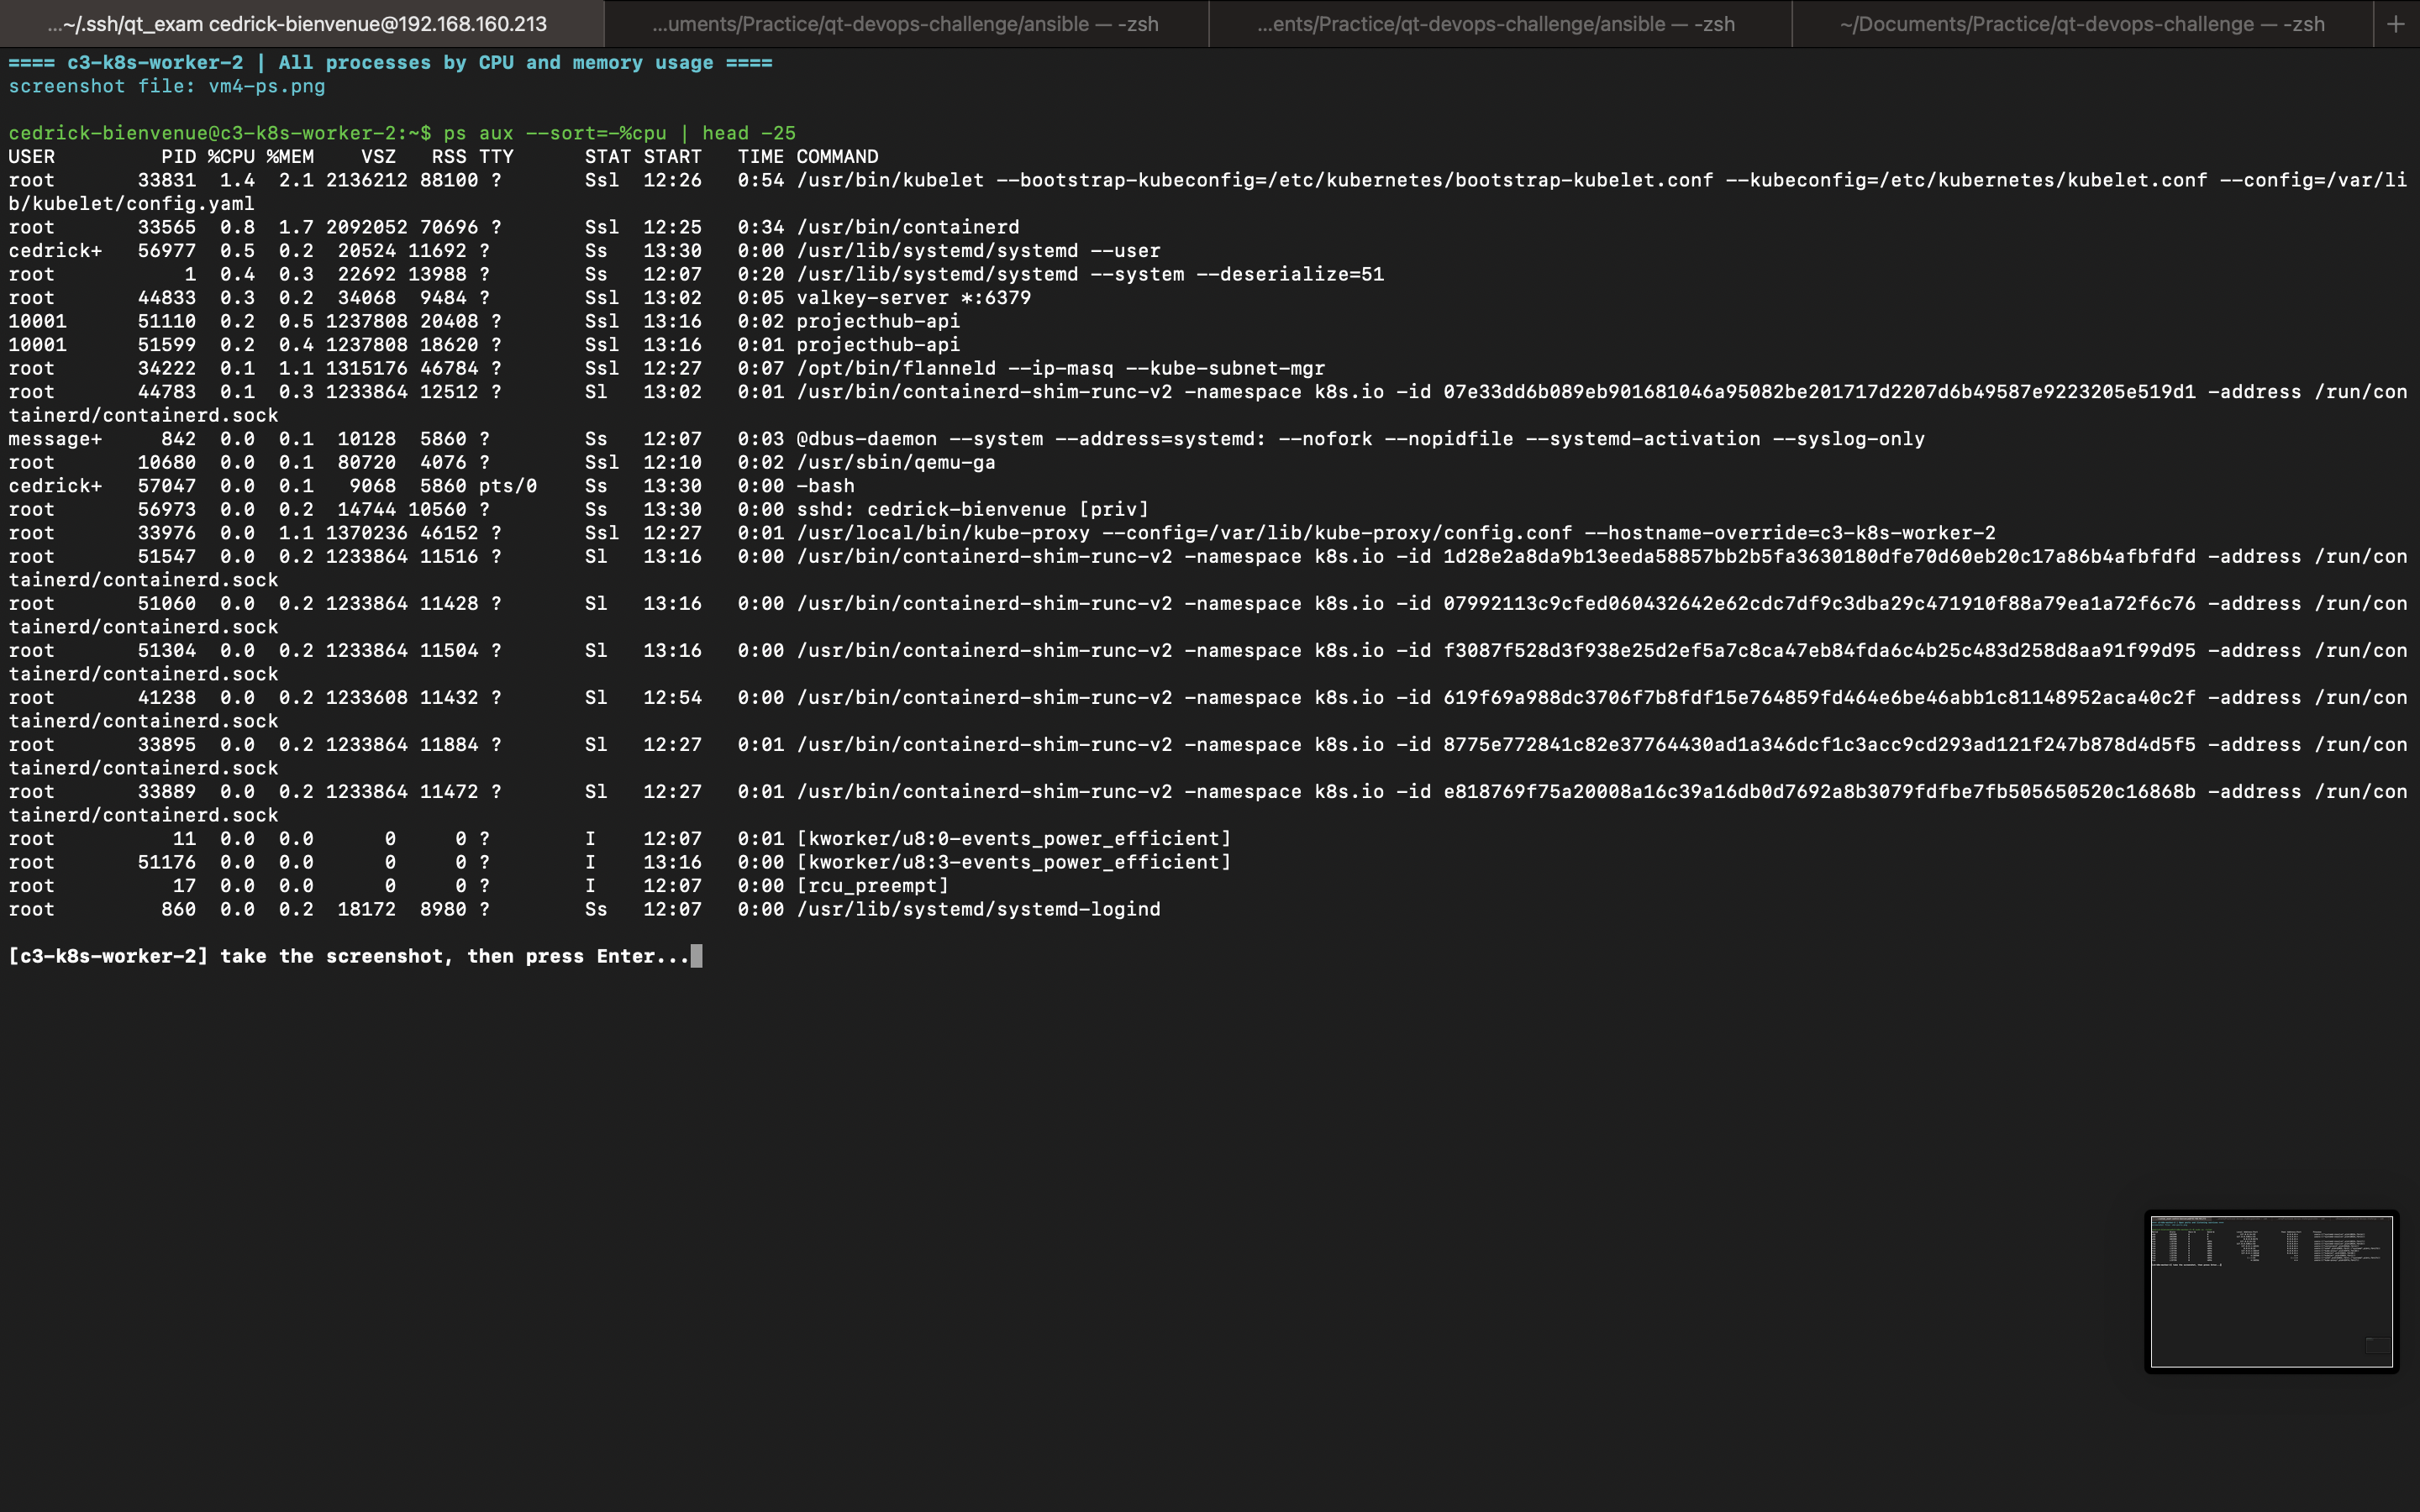 ...~/.ssh/qt_exam cedrick-bienvenue@192.168.160.213
...uments/Practice/qt-devops-challenge/ansible — -zsh
...ents/Practice/qt-devops-challenge/ansible — -zsh
~/Documents/Practice/qt-devops-challenge — -zsh
+
==== c3-k8s-worker-2 | All processes by CPU and memory usage ====
screenshot file: vm4-ps.png
cedrick-bienvenue@c3-k8s-worker-2:~$ ps aux --sort=-%cpu | head -25
USER         PID %CPU %MEM    VSZ   RSS TTY      STAT START   TIME COMMAND
root       33831  1.4  2.1 2136212 88100 ?       Ssl  12:26   0:54 /usr/bin/kubelet --bootstrap-kubeconfig=/etc/kubernetes/bootstrap-kubelet.conf --kubeconfig=/etc/kubernetes/kubelet.conf --config=/var/li
b/kubelet/config.yaml
root       33565  0.8  1.7 2092052 70696 ?       Ssl  12:25   0:34 /usr/bin/containerd
cedrick+   56977  0.5  0.2  20524 11692 ?        Ss   13:30   0:00 /usr/lib/systemd/systemd --user
root           1  0.4  0.3  22692 13988 ?        Ss   12:07   0:20 /usr/lib/systemd/systemd --system --deserialize=51
root       44833  0.3  0.2  34068  9484 ?        Ssl  13:02   0:05 valkey-server *:6379
10001      51110  0.2  0.5 1237808 20408 ?       Ssl  13:16   0:02 projecthub-api
10001      51599  0.2  0.4 1237808 18620 ?       Ssl  13:16   0:01 projecthub-api
root       34222  0.1  1.1 1315176 46784 ?       Ssl  12:27   0:07 /opt/bin/flanneld --ip-masq --kube-subnet-mgr
root       44783  0.1  0.3 1233864 12512 ?       Sl   13:02   0:01 /usr/bin/containerd-shim-runc-v2 -namespace k8s.io -id 07e33dd6b089eb901681046a95082be201717d2207d6b49587e9223205e519d1 -address /run/con
tainerd/containerd.sock
message+     842  0.0  0.1  10128  5860 ?        Ss   12:07   0:03 @dbus-daemon --system --address=systemd: --nofork --nopidfile --systemd-activation --syslog-only
root       10680  0.0  0.1  80720  4076 ?        Ssl  12:10   0:02 /usr/sbin/qemu-ga
cedrick+   57047  0.0  0.1   9068  5860 pts/0    Ss   13:30   0:00 -bash
root       56973  0.0  0.2  14744 10560 ?        Ss   13:30   0:00 sshd: cedrick-bienvenue [priv]
root       33976  0.0  1.1 1370236 46152 ?       Ssl  12:27   0:01 /usr/local/bin/kube-proxy --config=/var/lib/kube-proxy/config.conf --hostname-override=c3-k8s-worker-2
root       51547  0.0  0.2 1233864 11516 ?       Sl   13:16   0:00 /usr/bin/containerd-shim-runc-v2 -namespace k8s.io -id 1d28e2a8da9b13eeda58857bb2b5fa3630180dfe70d60eb20c17a86b4afbfdfd -address /run/con
tainerd/containerd.sock
root       51060  0.0  0.2 1233864 11428 ?       Sl   13:16   0:00 /usr/bin/containerd-shim-runc-v2 -namespace k8s.io -id 07992113c9cfed060432642e62cdc7df9c3dba29c471910f88a79ea1a72f6c76 -address /run/con
tainerd/containerd.sock
root       51304  0.0  0.2 1233864 11504 ?       Sl   13:16   0:00 /usr/bin/containerd-shim-runc-v2 -namespace k8s.io -id f3087f528d3f938e25d2ef5a7c8ca47eb84fda6c4b25c483d258d8aa91f99d95 -address /run/con
tainerd/containerd.sock
root       41238  0.0  0.2 1233608 11432 ?       Sl   12:54   0:00 /usr/bin/containerd-shim-runc-v2 -namespace k8s.io -id 619f69a988dc3706f7b8fdf15e764859fd464e6be46abb1c81148952aca40c2f -address /run/con
tainerd/containerd.sock
root       33895  0.0  0.2 1233864 11884 ?       Sl   12:27   0:01 /usr/bin/containerd-shim-runc-v2 -namespace k8s.io -id 8775e772841c82e37764430ad1a346dcf1c3acc9cd293ad121f247b878d4d5f5 -address /run/con
tainerd/containerd.sock
root       33889  0.0  0.2 1233864 11472 ?       Sl   12:27   0:01 /usr/bin/containerd-shim-runc-v2 -namespace k8s.io -id e818769f75a20008a16c39a16db0d7692a8b3079fdfbe7fb505650520c16868b -address /run/con
tainerd/containerd.sock
root          11  0.0  0.0      0     0 ?        I    12:07   0:01 [kworker/u8:0-events_power_efficient]
root       51176  0.0  0.0      0     0 ?        I    13:16   0:00 [kworker/u8:3-events_power_efficient]
root          17  0.0  0.0      0     0 ?        I    12:07   0:00 [rcu_preempt]
root         860  0.0  0.2  18172  8980 ?        Ss   12:07   0:00 /usr/lib/systemd/systemd-logind
[c3-k8s-worker-2] take the screenshot, then press Enter...